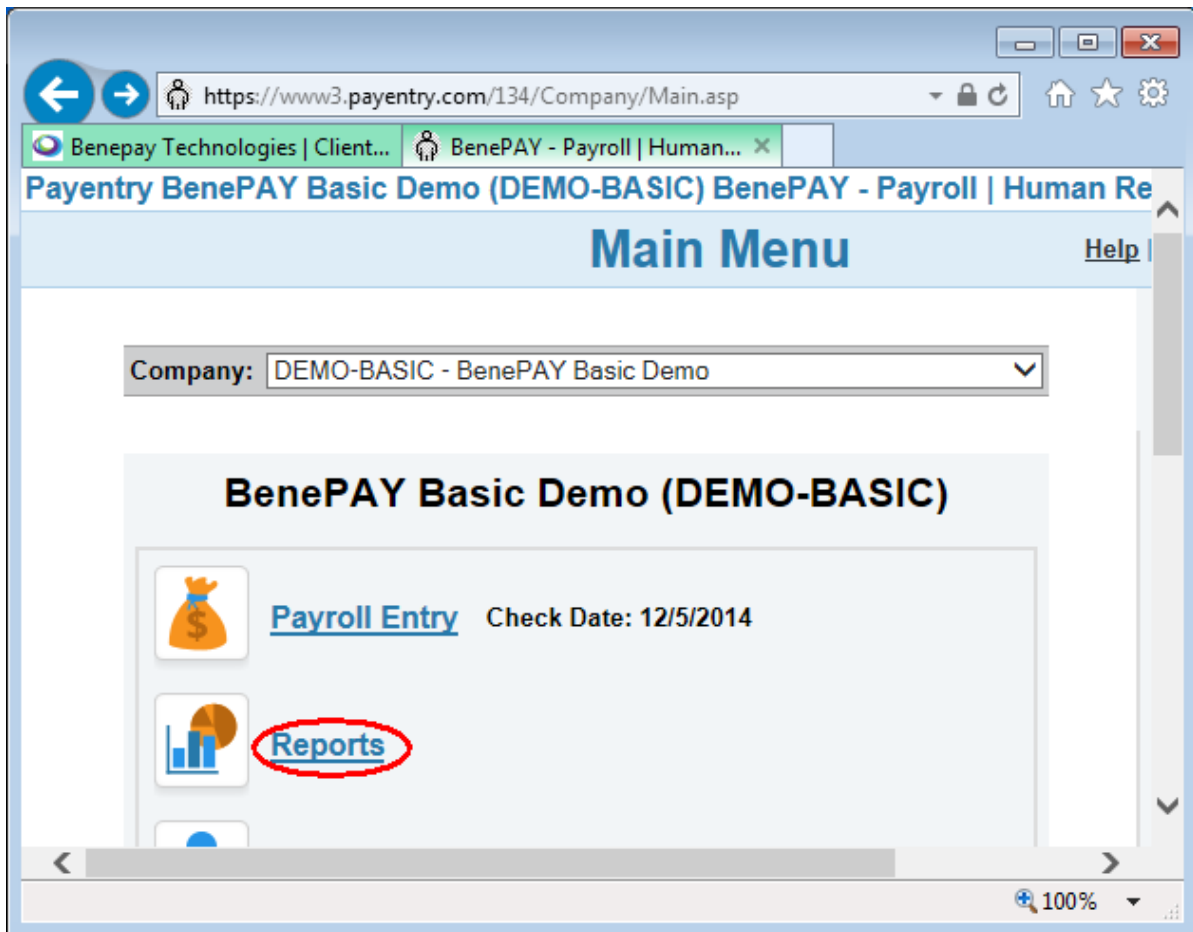 https://www3.payentry.com/134/Company/Main.asp
Benepay Technologies | Client... BenePAY - Payroll | Human...
Payentry BenePAY Basic Demo (DEMO-BASIC) BenePAY - Payroll | Human Re
Main Menu Help
Company: DEMO-BASIC - BenePAY Basic Demo
BenePAY Basic Demo (DEMO-BASIC)
$ Payroll Entry Check Date: 12/5/2014
Reports
100%